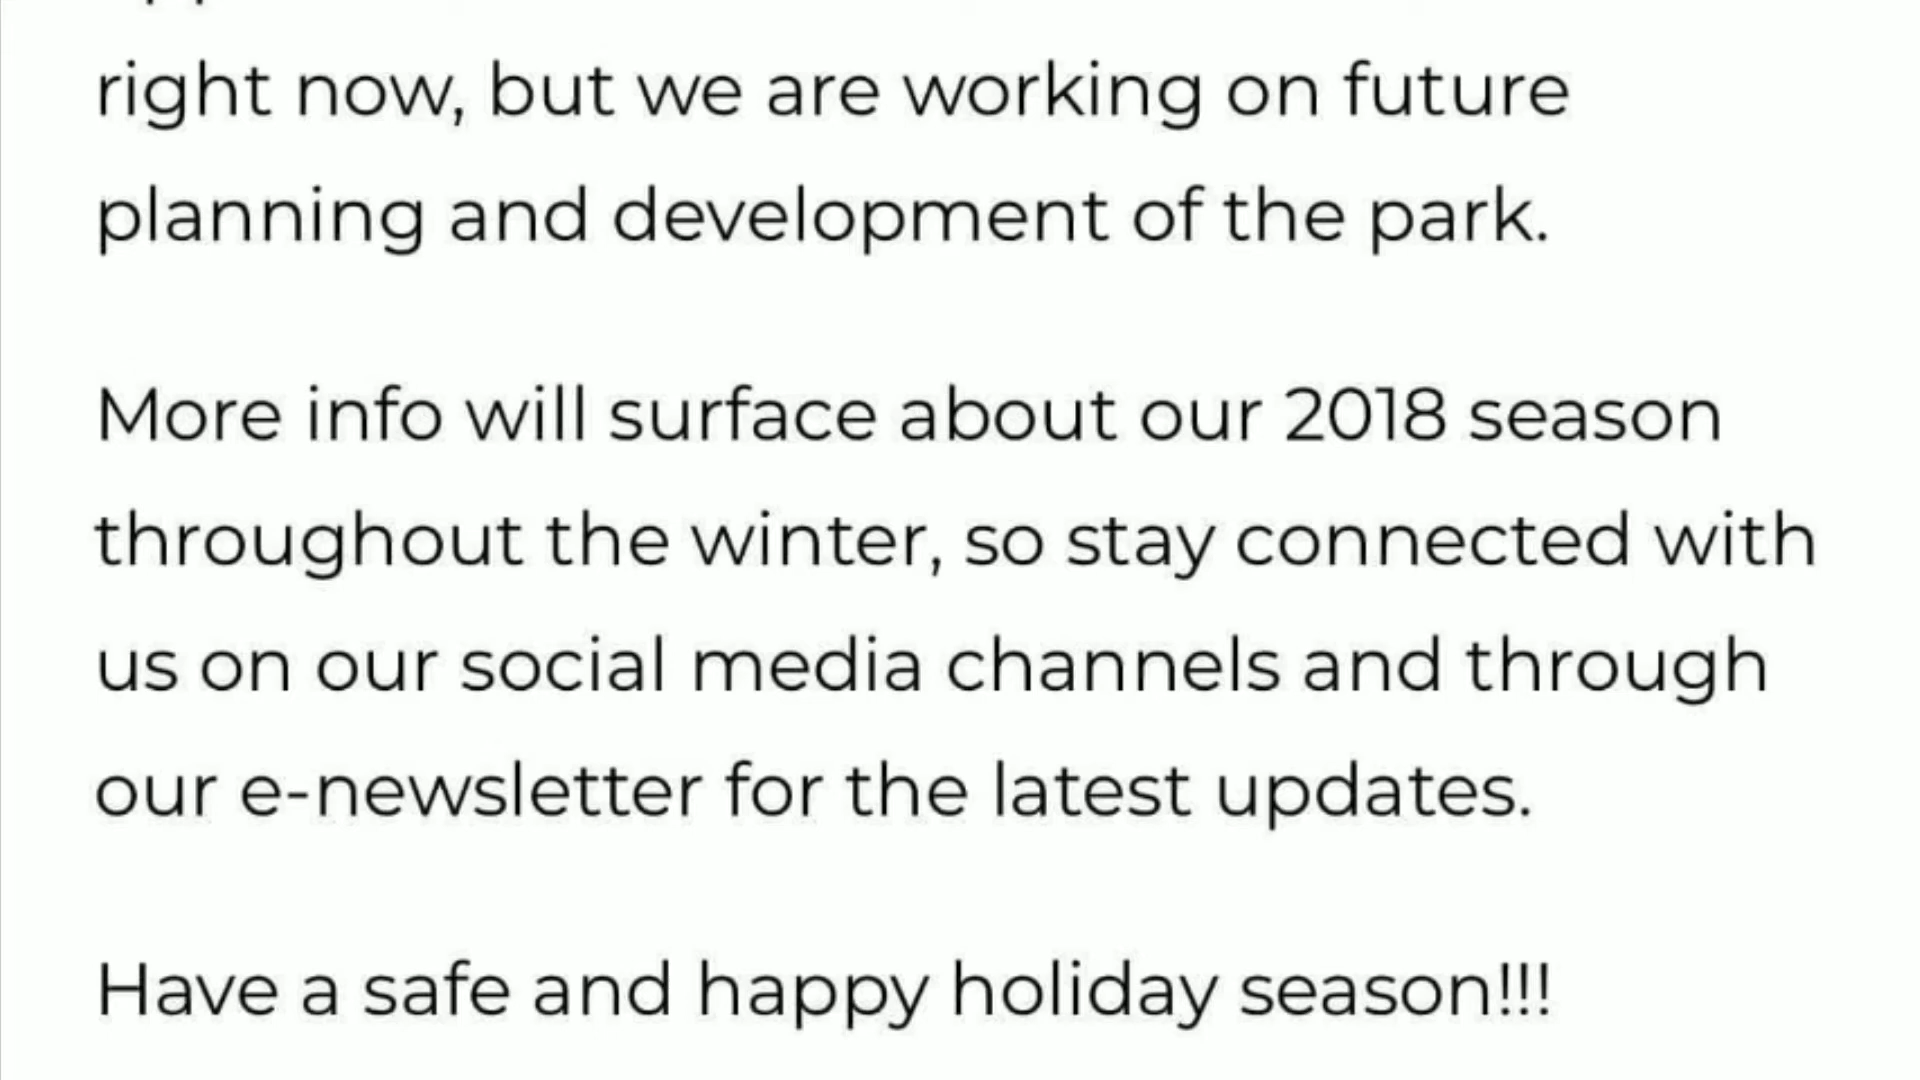 right now, but we are working on future
planning and development of the park.
More info will surface about our 2018 season
throughout the winter, so stay connected with
us on our social media channels and through
our e-newsletter for the latest updates.
Have a safe and happy holiday season!!!